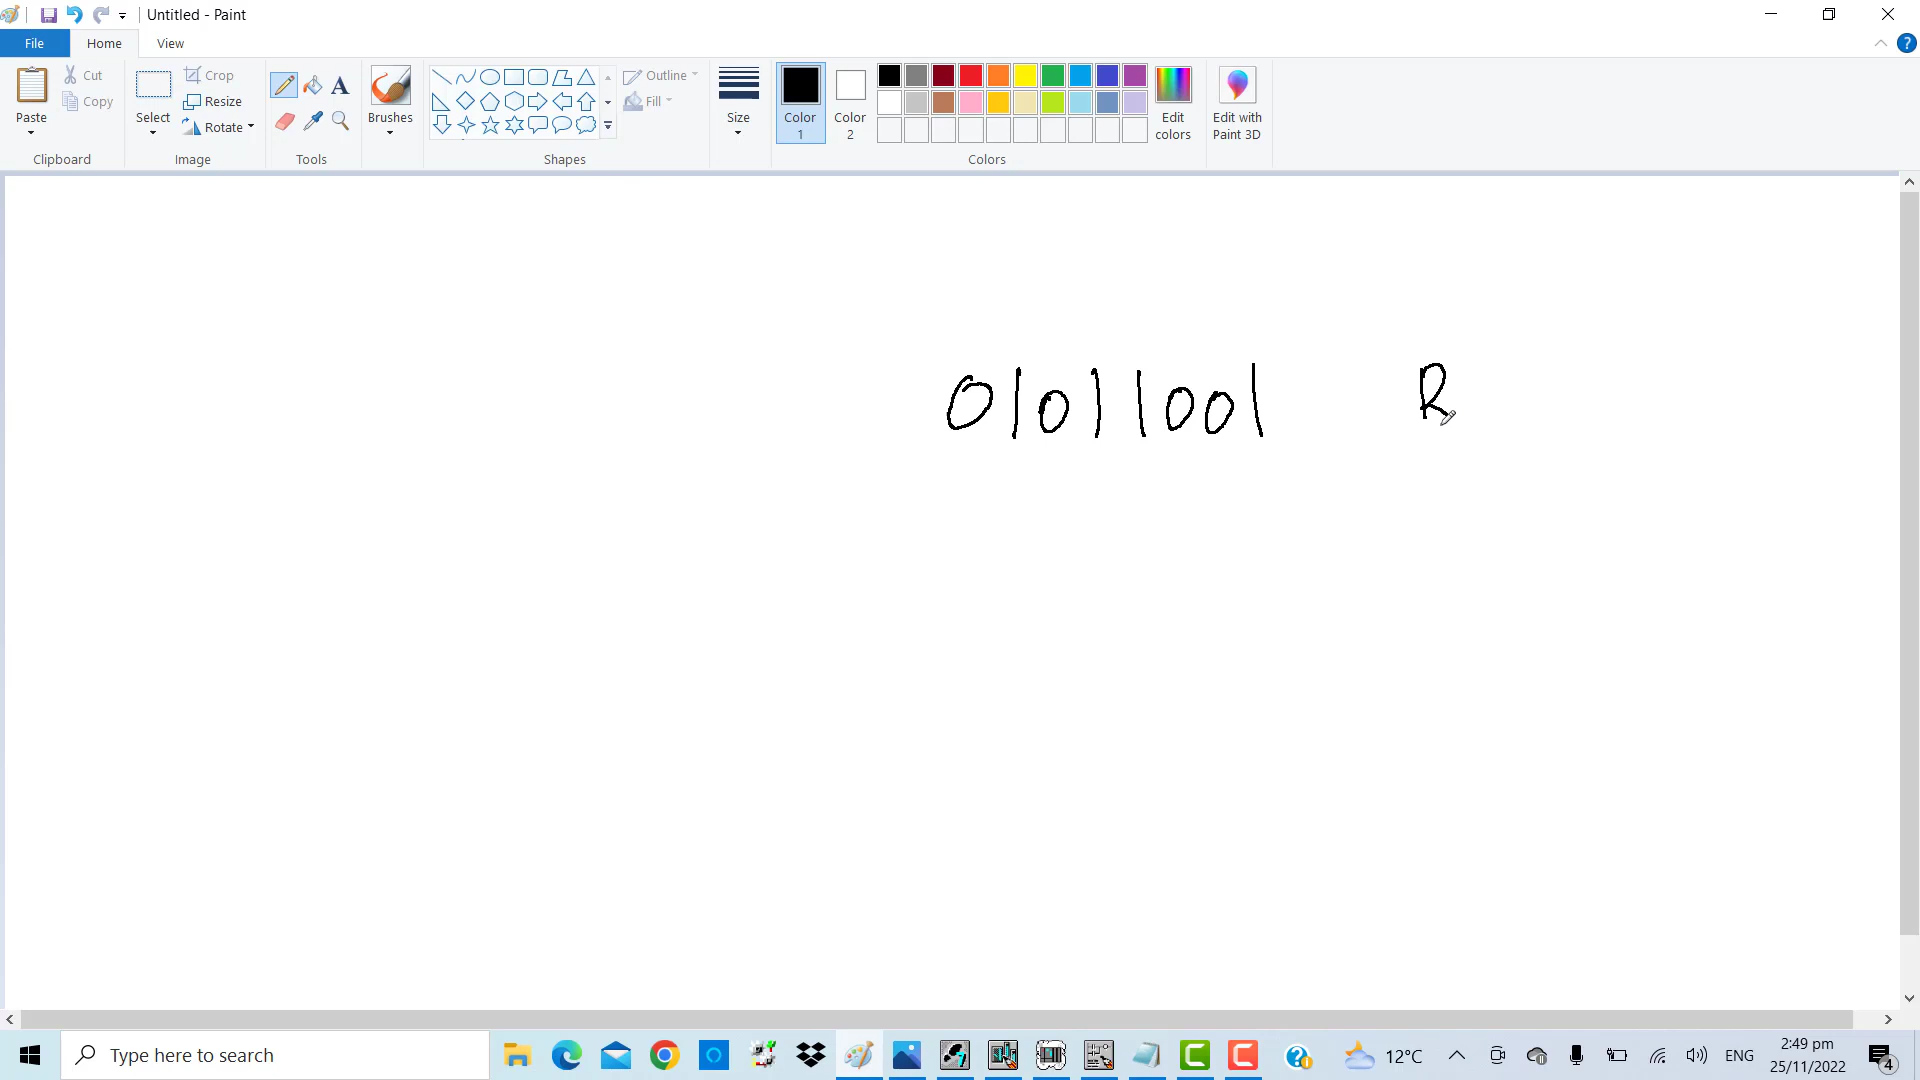 Untitled - Paint
File Home View ?
Paste Cut Copy Select Crop Resize Rotate A Brushes Outline Fill Size Color 1 Color 2 Edit colors Edit with Paint 3D
Clipboard Image Tools Shapes Colors
01011001 R
Type here to search 12°C ENG 2:49 pm 25/11/2022 4